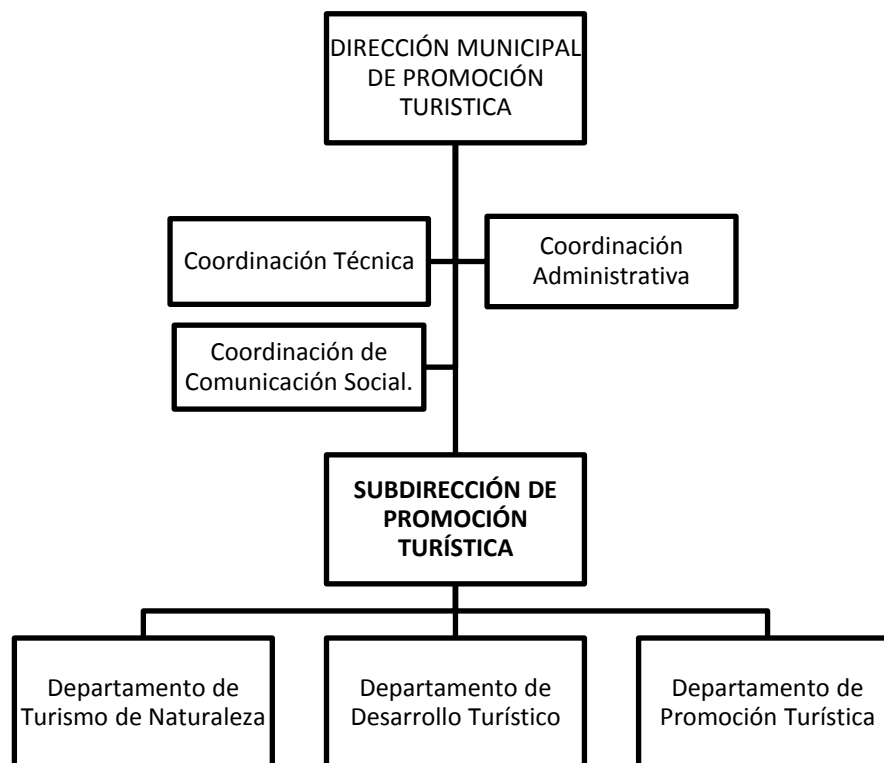 DIRECCIÓN MUNICIPAL
DE PROMOCIÓN
TURISTICA
Coordinación Técnica
Coordinación
Administrativa
Coordinación de
Comunicación Social.
SUBDIRECCIÓN DE
PROMOCIÓN
TURÍSTICA
Departamento de
Turismo de Naturaleza
Departamento de
Desarrollo Turístico
Departamento de
Promoción Turística